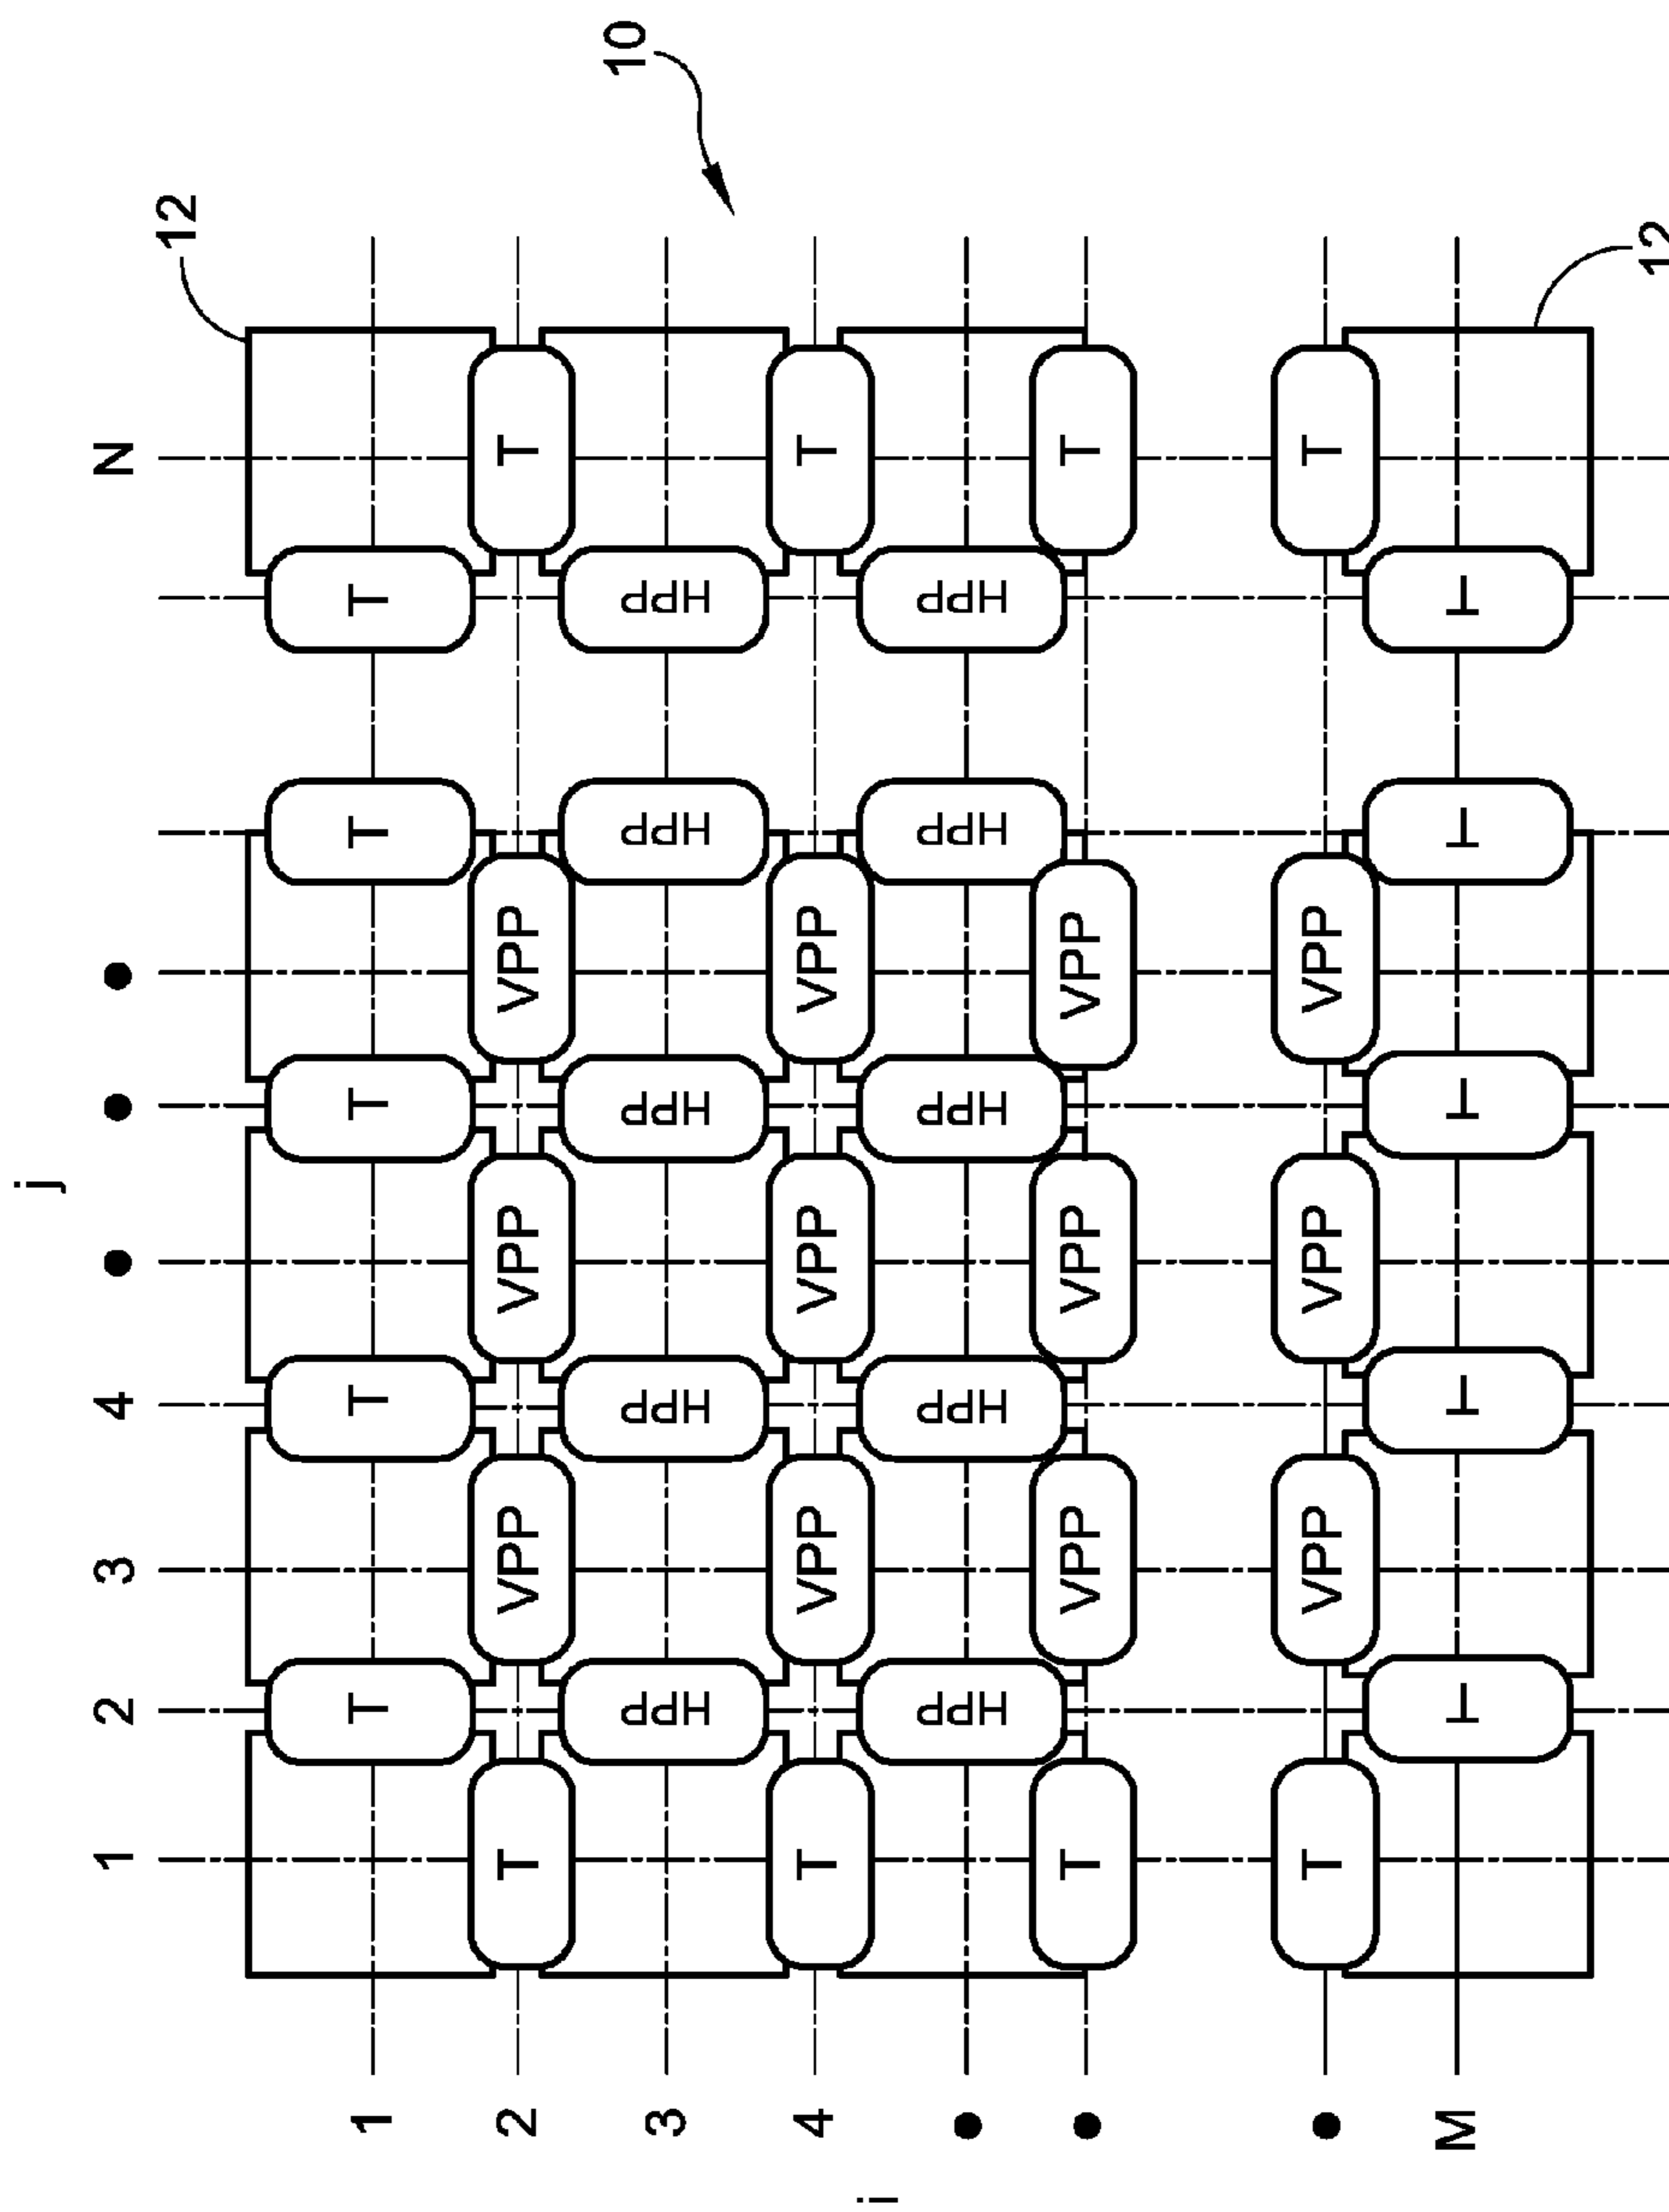 j
1 2 3 4 • • • N
12
1 T T T T T
2 T VPP VPP VPP T
3 HPP HPP HPP HPP HPP
10
4 T VPP VPP VPP T
i
• HPP HPP HPP HPP HPP
• T VPP VPP VPP T
• T VPP VPP VPP T
M T T T T T
12